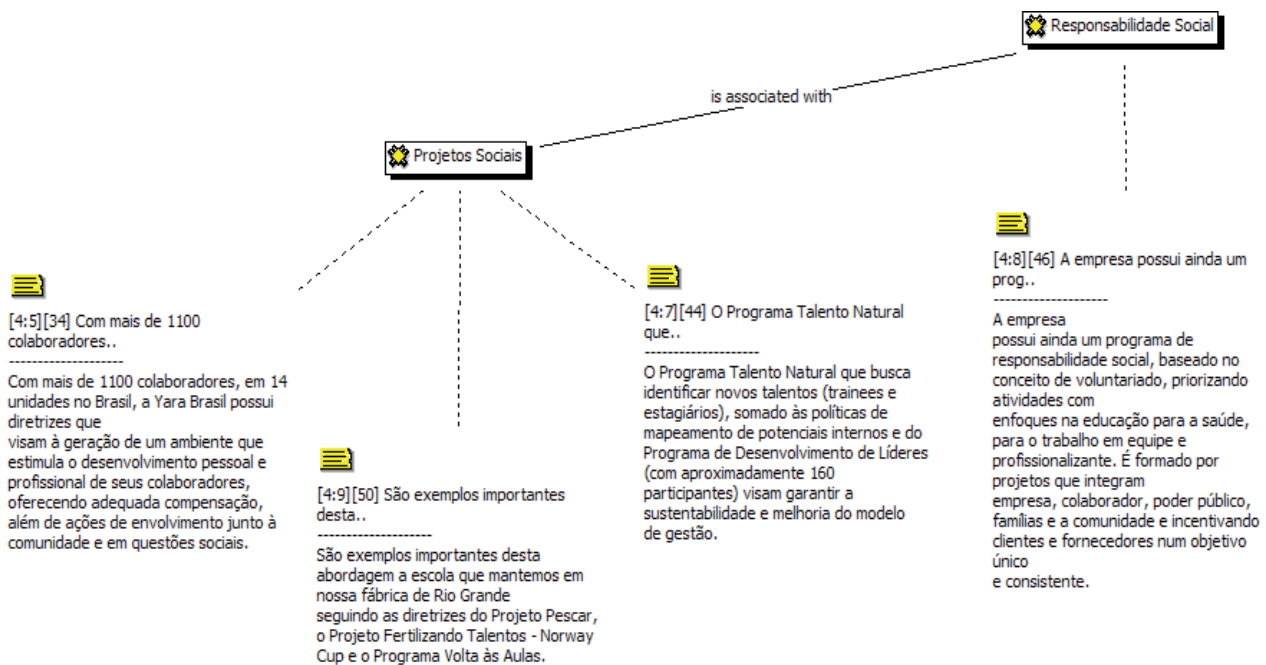 Responsabilidade Social
is associated with
Projetos Sociais
[4:5][34] Com mais de 1100
colaboradores..
--------------------
Com mais de 1100 colaboradores, em 14
unidades no Brasil, a Yara Brasil possui
diretrizes que
visam à geração de um ambiente que
estimula o desenvolvimento pessoal e
profissional de seus colaboradores,
oferecendo adequada compensação,
além de ações de envolvimento junto à
comunidade e em questões sociais.
[4:9][50] São exemplos importantes
desta..
--------------------
São exemplos importantes desta
abordagem a escola que mantemos em
nossa fábrica de Rio Grande
seguindo as diretrizes do Projeto Pescar,
o Projeto Fertilizando Talentos - Norway
Cup e o Programa Volta às Aulas.
[4:7][44] O Programa Talento Natural
que..
--------------------
O Programa Talento Natural que busca
identificar novos talentos (trainees e
estagiários), somado às políticas de
mapeamento de potenciais internos e do
Programa de Desenvolvimento de Líderes
(com aproximadamente 160
participantes) visam garantir a
sustentabilidade e melhoria do modelo
de gestão.
[4:8][46] A empresa possui ainda um
prog..
--------------------
A empresa
possui ainda um programa de
responsabilidade social, baseado no
conceito de voluntariado, priorizando
atividades com
enfoques na educação para a saúde,
para o trabalho em equipe e
profissionalizante. É formado por
projetos que integram
empresa, colaborador, poder público,
famílias e a comunidade e incentivando
clientes e fornecedores num objetivo
único
e consistente.